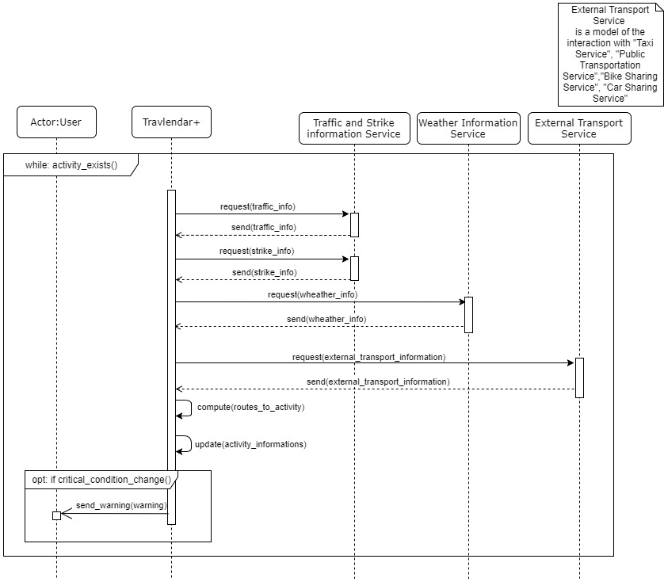 External Transport
Service
is a model of the
interaction with "Taxi
Service", "Public
Transportation
Service","Bike Sharing
Service", "Car Sharing
Service"
Actor:User
Travlendar+
Traffic and Strike
information Service
Weather Information
Service
External Transport
Service
while: activity_exists()
request(traffic_info)
send(traffic_info)
request(strike_info)
send(strike_info)
request(wheather_info)
send(wheather_info)
request(external_transport_information)
send(external_transport_information)
compute(routes_to_activity)
update(activity_informations)
opt: if critical_condition_change()
send_warning(warning)